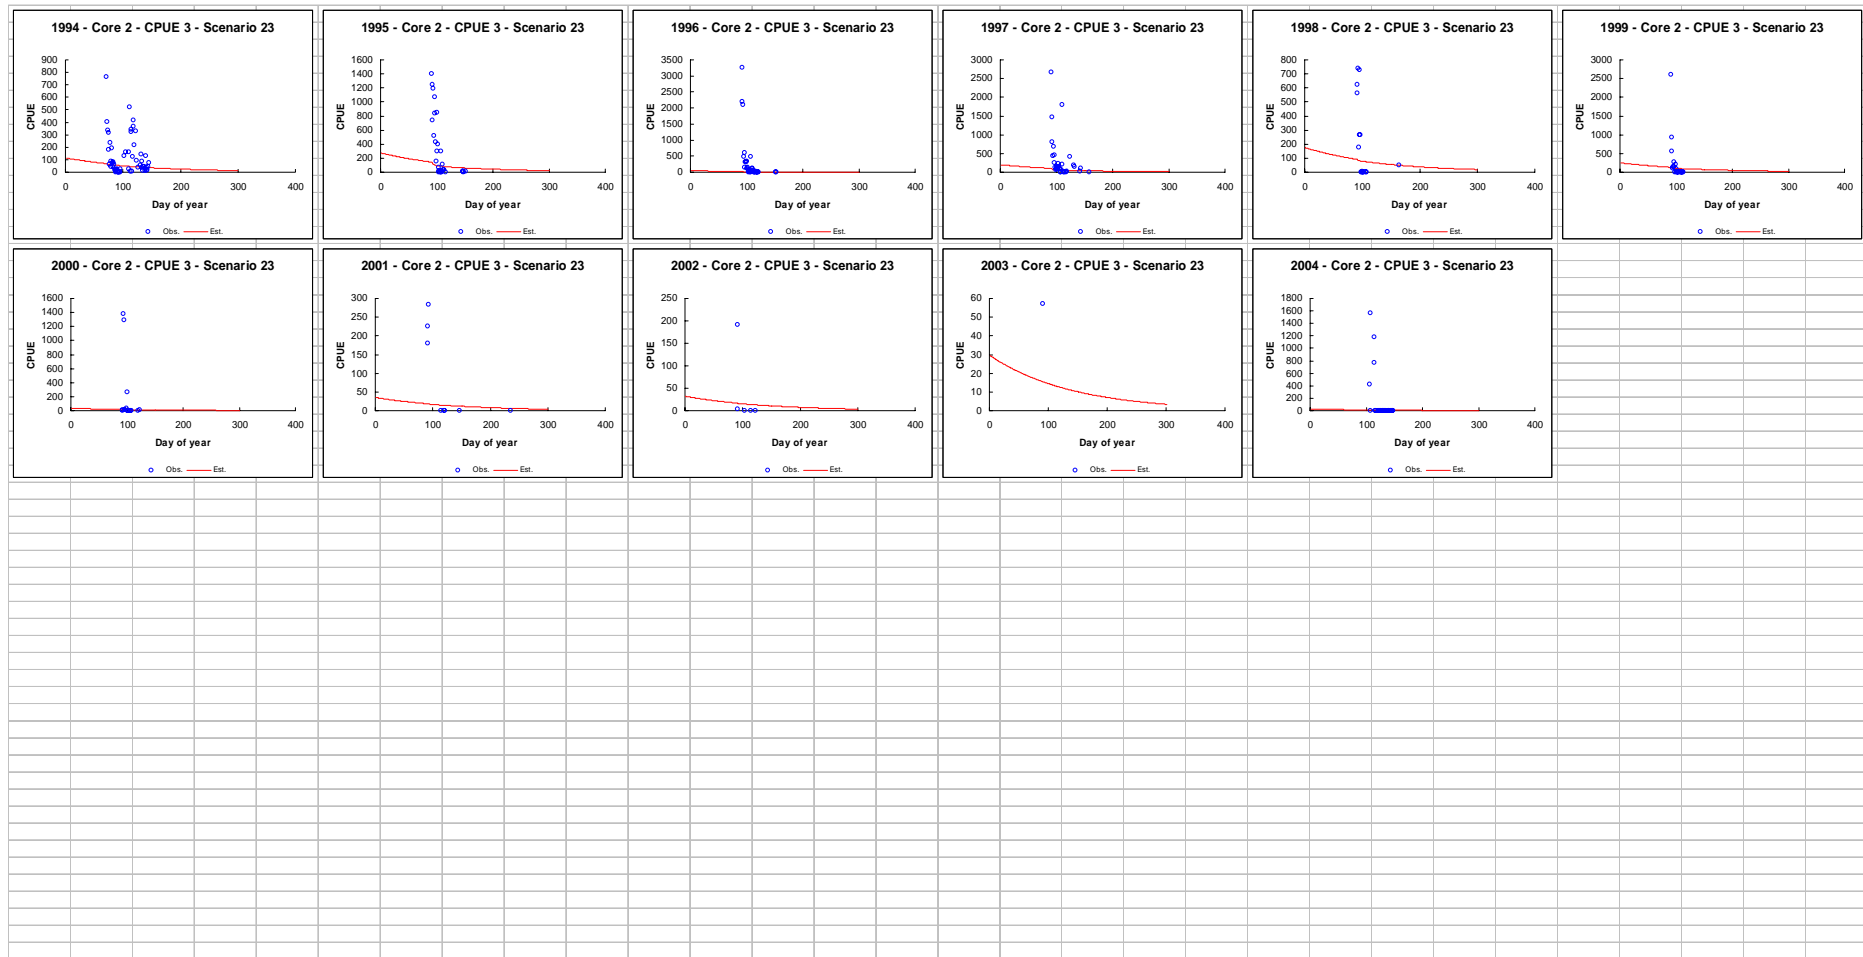 1994 - Core 2 - CPUE 3 - Scenario 23
900
800
700
600
500
400
300
200
100
0
CPUE
0 100 200 300 400
Day of year
Obs. Est.
1995 - Core 2 - CPUE 3 - Scenario 23
1600
1400
1200
1000
800
600
400
200
0
CPUE
0 100 200 300 400
Day of year
Obs. Est.
1996 - Core 2 - CPUE 3 - Scenario 23
3500
3000
2500
2000
1500
1000
500
0
CPUE
0 100 200 300 400
Day of year
Obs. Est.
1997 - Core 2 - CPUE 3 - Scenario 23
3000
2500
2000
1500
1000
500
0
CPUE
0 100 200 300 400
Day of year
Obs. Est.
1998 - Core 2 - CPUE 3 - Scenario 23
800
700
600
500
400
300
200
100
0
CPUE
0 100 200 300 400
Day of year
Obs. Est.
1999 - Core 2 - CPUE 3 - Scenario 23
3000
2500
2000
1500
1000
500
0
CPUE
0 100 200 300 400
Day of year
Obs. Est.
2000 - Core 2 - CPUE 3 - Scenario 23
1600
1400
1200
1000
800
600
400
200
0
CPUE
0 100 200 300 400
Day of year
Obs. Est.
2001 - Core 2 - CPUE 3 - Scenario 23
300
250
200
150
100
50
0
CPUE
0 100 200 300 400
Day of year
Obs. Est.
2002 - Core 2 - CPUE 3 - Scenario 23
250
200
150
100
50
0
CPUE
0 100 200 300 400
Day of year
Obs. Est.
2003 - Core 2 - CPUE 3 - Scenario 23
60
50
40
30
20
10
0
CPUE
0 100 200 300 400
Day of year
Obs. Est.
2004 - Core 2 - CPUE 3 - Scenario 23
1800
1600
1400
1200
1000
800
600
400
200
0
CPUE
0 100 200 300 400
Day of year
Obs. Est.